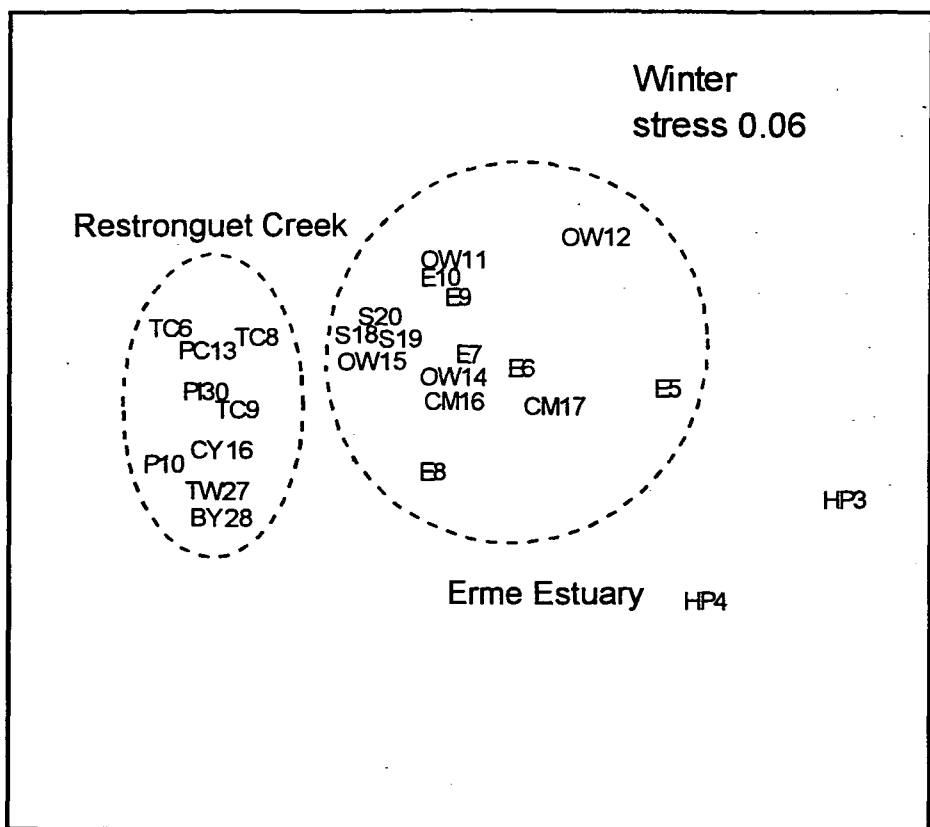 Winter
stress 0.06
Restronguet Creek
OW12
OW11
E10
E9
S20
TC6
TC8
S18
S19
PC13
OW15
E7
E6
OW14
E5
PI30
CM16
CM17
TC9
CY16
P10
E8
TW27
HP3
BY28
Erme Estuary
HP4